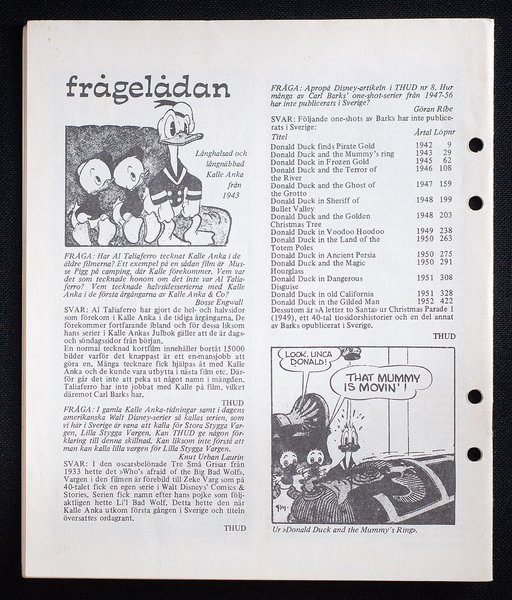 frågelådan
Långhalsad och
långnäbbad
Kalle Anka
från
1943
FRÅGA: Har Al Taliaferro tecknat Kalle Anka i de
äldre filmerna? Ett exempel på en sådan film är Mus-
se Pigg på camping, där Kalle förekommer. Vem var
det som tecknade honom om det inte var Al Talia-
ferro? Vem tecknade halvsidesserierna med Kalle
Anka i de första årgångarna av Kalle Anka & Co?
Bosse Engwall
SVAR: Al Taliaferro har gjort de hel- och halvsidor
som förekom i Kalle Anka i de tidiga årgångarna. De
förekommer fortfarande ibland och för dessa liksom
hans serier i Kalle Ankas Julbok gäller att de är dags-
och söndagssidor från början.
En normal tecknad kortfilm innehåller bortåt 15000
bilder varför det knappast är ett en-mansjobb att
göra en. Många tecknare fick hjälpas åt med Kalle
Anka och de kunde vara utbytta i nästa film etc. Där-
för går det inte att peka ut något namn i mängden.
Taliaferro har inte jobbat med Kalle på film, vilket
däremot Carl Barks har.
THUD
FRÅGA: I gamla Kalle Anka-tidningar samt i dagens
amerikanska Walt Disney-serier så kallas serien, som
vi här i Sverige är vana att kalla för Stora Stygga Var-
gen, Lilla Stygga Vargen. Kan THUD ge någon för-
klaring till denna skillnad. Kan liksom inte förstå att
man kan kalla lilla vargen för Lilla Stygga Vargen.
Knut Urban Laurin
SVAR: I den oscarsbelönade Tre Små Grisar från
1933 hette det »Who's afraid of the Big Bad Wolf».
Vargen i den filmen är förebild till Zeke Varg som på
40-talet fick en egen serie i Walt Disneys' Comics &
Stories. Serien fick namn efter hans pojke som föl-
jaktligen hette Li'l Bad Wolf. Detta hette den när
Kalle Anka utkom första gången i Sverige och titeln
översattes ordagrant.
THUD
FRÅGA: Apropå Disney-artikeln i THUD nr 8. Hur
många av Carl Barks' one-shot-serier från 1947-56
har inte publicerats i Sverige?
Göran Ribe
SVAR: Följande one-shots av Barks har inte publice-
rats i Sverige:
Titel Årtal Löpnr
Donald Duck finds Pirate Gold 1942 9
Donald Duck and the Mummy's ring 1943 29
Donald Duck in Frozen Gold 1945 62
Donald Duck and the Terror of 1946 108
the River
Donald Duck and the Ghost of 1947 159
the Grotto
Donald Duck in Sheriff of 1948 199
Bullet Valley
Donald Duck and the Golden 1948 203
Christmas Tree
Donald Duck in Voodoo Hoodoo 1949 238
Donald Duck in the Land of the 1950 263
Totem Poles
Donald Duck in Ancient Persia 1950 275
Donald Duck and the Magic 1950 291
Hourglass
Donald Duck in Dangerous 1951 308
Disguise
Donald Duck in old California 1951 328
Donald Duck in the Gilded Man 1952 422
Dessutom är »A letter to Santa» ur Christmas Parade 1
(1949), ett 40-tal tiosidorshistorier och en del annat
av Barks opublicerat i Sverige.
THUD
LOOK, UNCA
DONALD!
THAT MUMMY
IS MOVIN'!
Ur »Donald Duck and the Mummy's Ring».